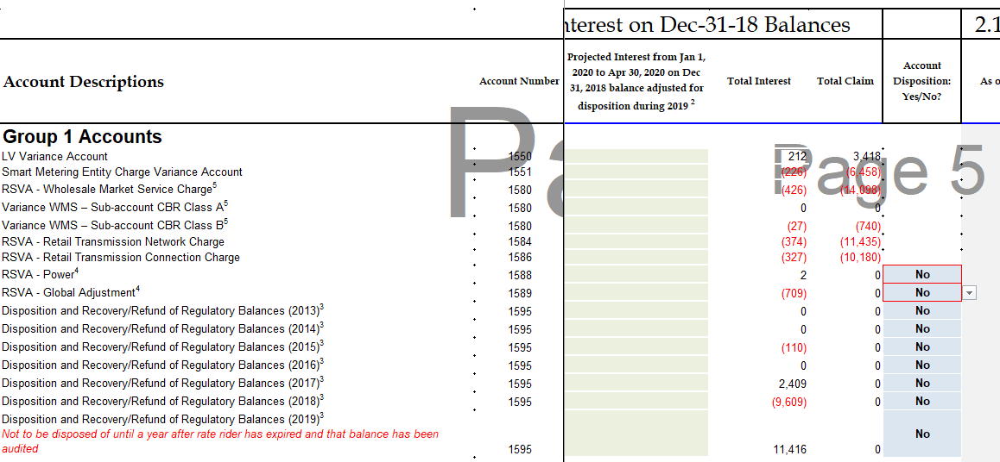 nterest on Dec-31-18 Balances 2.1
Account Descriptions Account Number Projected Interest from Jan 1, 2020 to Apr 30, 2020 on Dec 31, 2018 balance adjusted for disposition during 2019 2 Total Interest Total Claim Account Disposition: Yes/No? As o
Group 1 Accounts
LV Variance Account 1550 212 3,418
Smart Metering Entity Charge Variance Account 1551 (226) (6,458)
RSVA - Wholesale Market Service Charge5 1580 (426) (14,098)
Variance WMS – Sub-account CBR Class A5 1580 0 0
Variance WMS – Sub-account CBR Class B5 1580 (27) (740)
RSVA - Retail Transmission Network Charge 1584 (374) (11,435)
RSVA - Retail Transmission Connection Charge 1586 (327) (10,180)
RSVA - Power4 1588 2 0 No
RSVA - Global Adjustment4 1589 (709) 0 No
Disposition and Recovery/Refund of Regulatory Balances (2013)3 1595 0 0 No
Disposition and Recovery/Refund of Regulatory Balances (2014)3 1595 0 0 No
Disposition and Recovery/Refund of Regulatory Balances (2015)3 1595 (110) 0 No
Disposition and Recovery/Refund of Regulatory Balances (2016)3 1595 0 0 No
Disposition and Recovery/Refund of Regulatory Balances (2017)3 1595 2,409 0 No
Disposition and Recovery/Refund of Regulatory Balances (2018)3 1595 (9,609) 0 No
Disposition and Recovery/Refund of Regulatory Balances (2019)3
Not to be disposed of until a year after rate rider has expired and that balance has been
audited 1595 11,416 0 No
Pa
Page 5